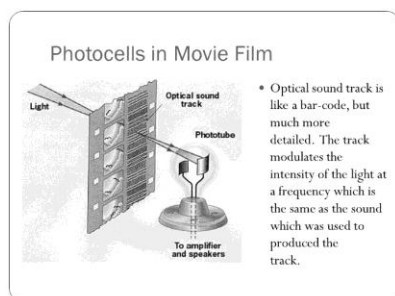 Photocells in Movie Film
Light
Optical sound
track
Phototube
To amplifier
and speakers
• Optical sound track is
like a bar-code, but
much more
detailed. The track
modulates the
intensity of the light at
a frequency which is
the same as the sound
which was used to
produced the
track.